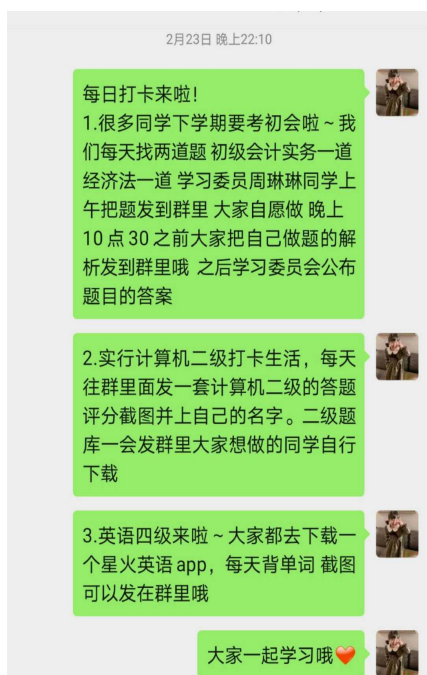 2月23日 晚上22:10
每日打卡来啦！
1.很多同学下学期要考初会啦～我
们每天找两道题 初级会计实务一道
经济法一道 学习委员周琳琳同学上
午把题发到群里 大家自愿做 晚上
10点30之前大家把自己做题的解
析发到群里哦 之后学习委员会公布
题目的答案
2.实行计算机二级打卡生活，每天
往群里面发一套计算机二级的答题
评分截图并上自己的名字。二级题
库一会发群里大家想做的同学自行
下载
3.英语四级来啦～大家都去下载一
个星火英语app，每天背单词 截图
可以发在群里哦
大家一起学习哦